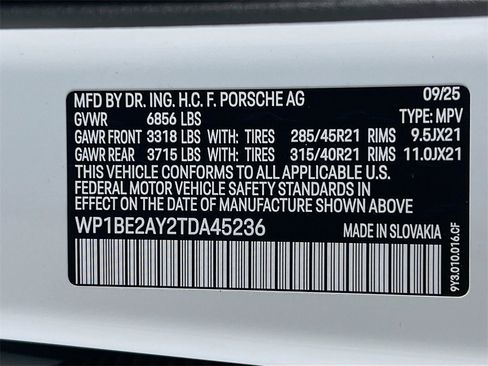 MFD BY DR. ING. H.C. F. PORSCHE AG 09/25
GVWR 6856 LBS TYPE: MPV
GAWR FRONT 3318 LBS WITH: TIRES 285/45R21 RIMS 9.5JX21
GAWR REAR 3715 LBS WITH: TIRES 315/40R21 RIMS 11.0JX21
THIS VEHICLE CONFORMS TO ALL APPLICABLE U.S.
FEDERAL MOTOR VEHICLE SAFETY STANDARDS IN
EFFECT ON THE DATE OF MANUFACTURE SHOWN ABOVE
WP1BE2AY2TDA45236 MADE IN SLOVAKIA
9Y3.010.016.CF